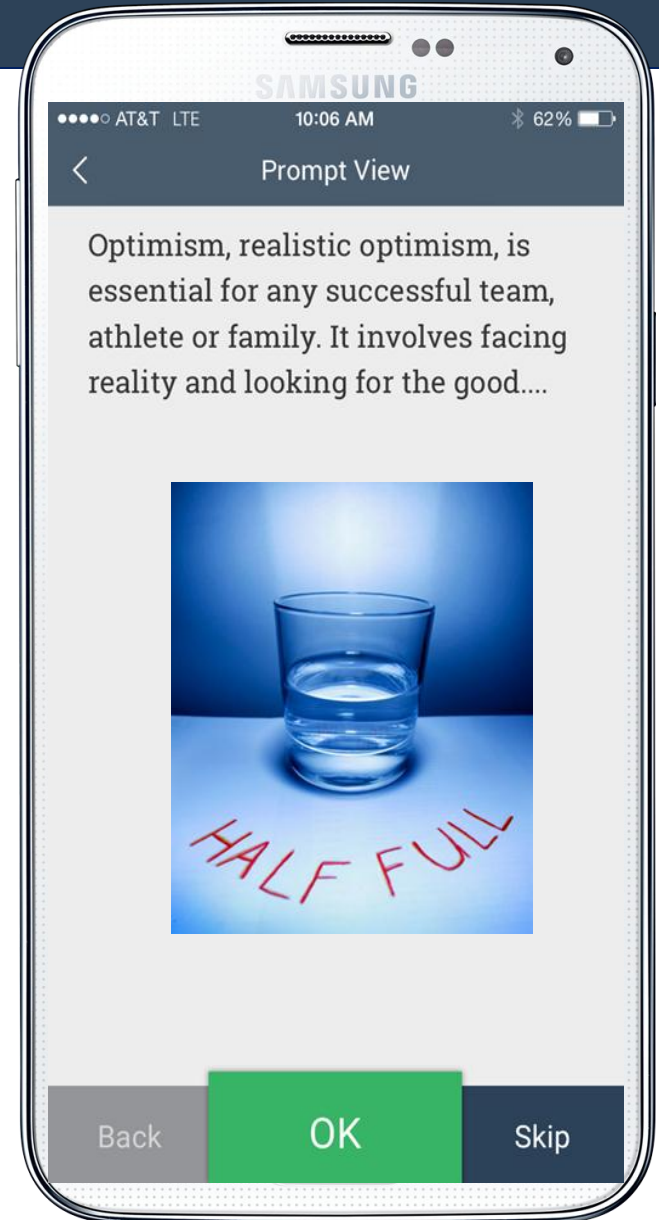 SAMSUNG
AT&T LTE 10:06 AM 62%
Prompt View
Optimism, realistic optimism, is
essential for any successful team,
athlete or family. It involves facing
reality and looking for the good....
HALF FULL
Back OK Skip